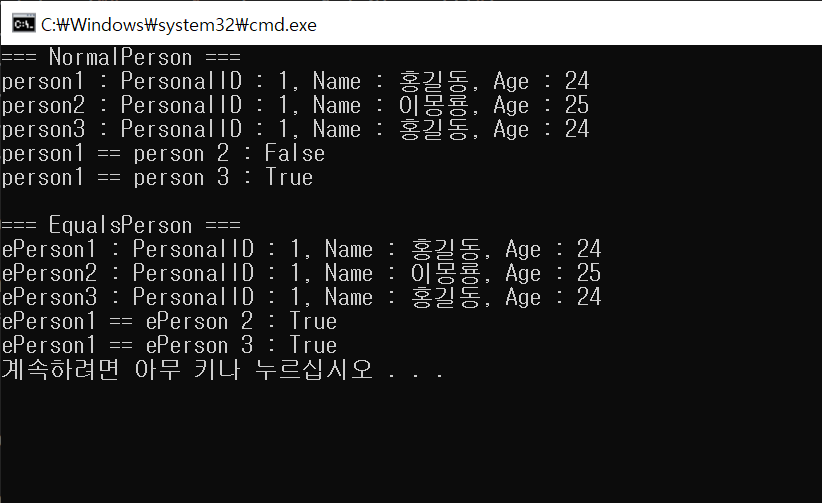 C:\Windows\system32\cmd.exe
=== NormalPerson ===
person1 : PersonalID : 1, Name : 홍길동, Age : 24
person2 : PersonalID : 1, Name : 이몽룡, Age : 25
person3 : PersonalID : 1, Name : 홍길동, Age : 24
person1 == person 2 : False
person1 == person 3 : True

=== EqualsPerson ===
ePerson1 : PersonalID : 1, Name : 홍길동, Age : 24
ePerson2 : PersonalID : 1, Name : 이몽룡, Age : 25
ePerson3 : PersonalID : 1, Name : 홍길동, Age : 24
ePerson1 == ePerson 2 : True
ePerson1 == ePerson 3 : True
계속하려면 아무 키나 누르십시오 . . .